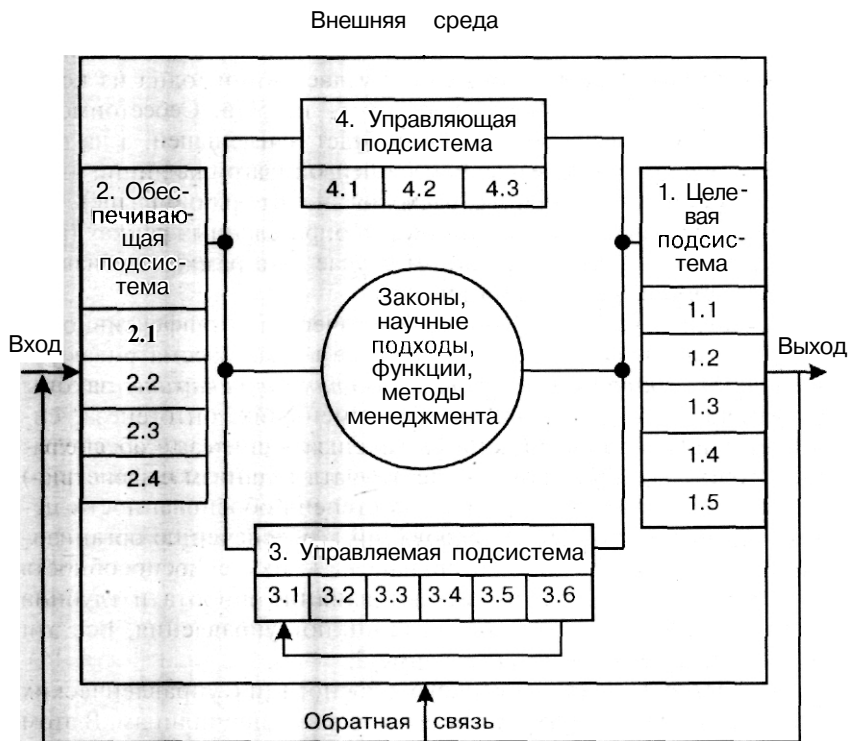 Внешняя среда
4. Управляющая
подсистема
4.1 4.2 4.3
2. Обес-
печиваю-
щая
подсис-
тема
2.1
2.2
2.3
2.4
1. Целе-
вая
подсис-
тема
1.1
1.2
1.3
1.4
1.5
Законы,
научные
подходы,
функции,
методы
менеджмента
Вход
Выход
3. Управляемая подсистема
3.1 3.2 3.3 3.4 3.5 3.6
Обратная связь